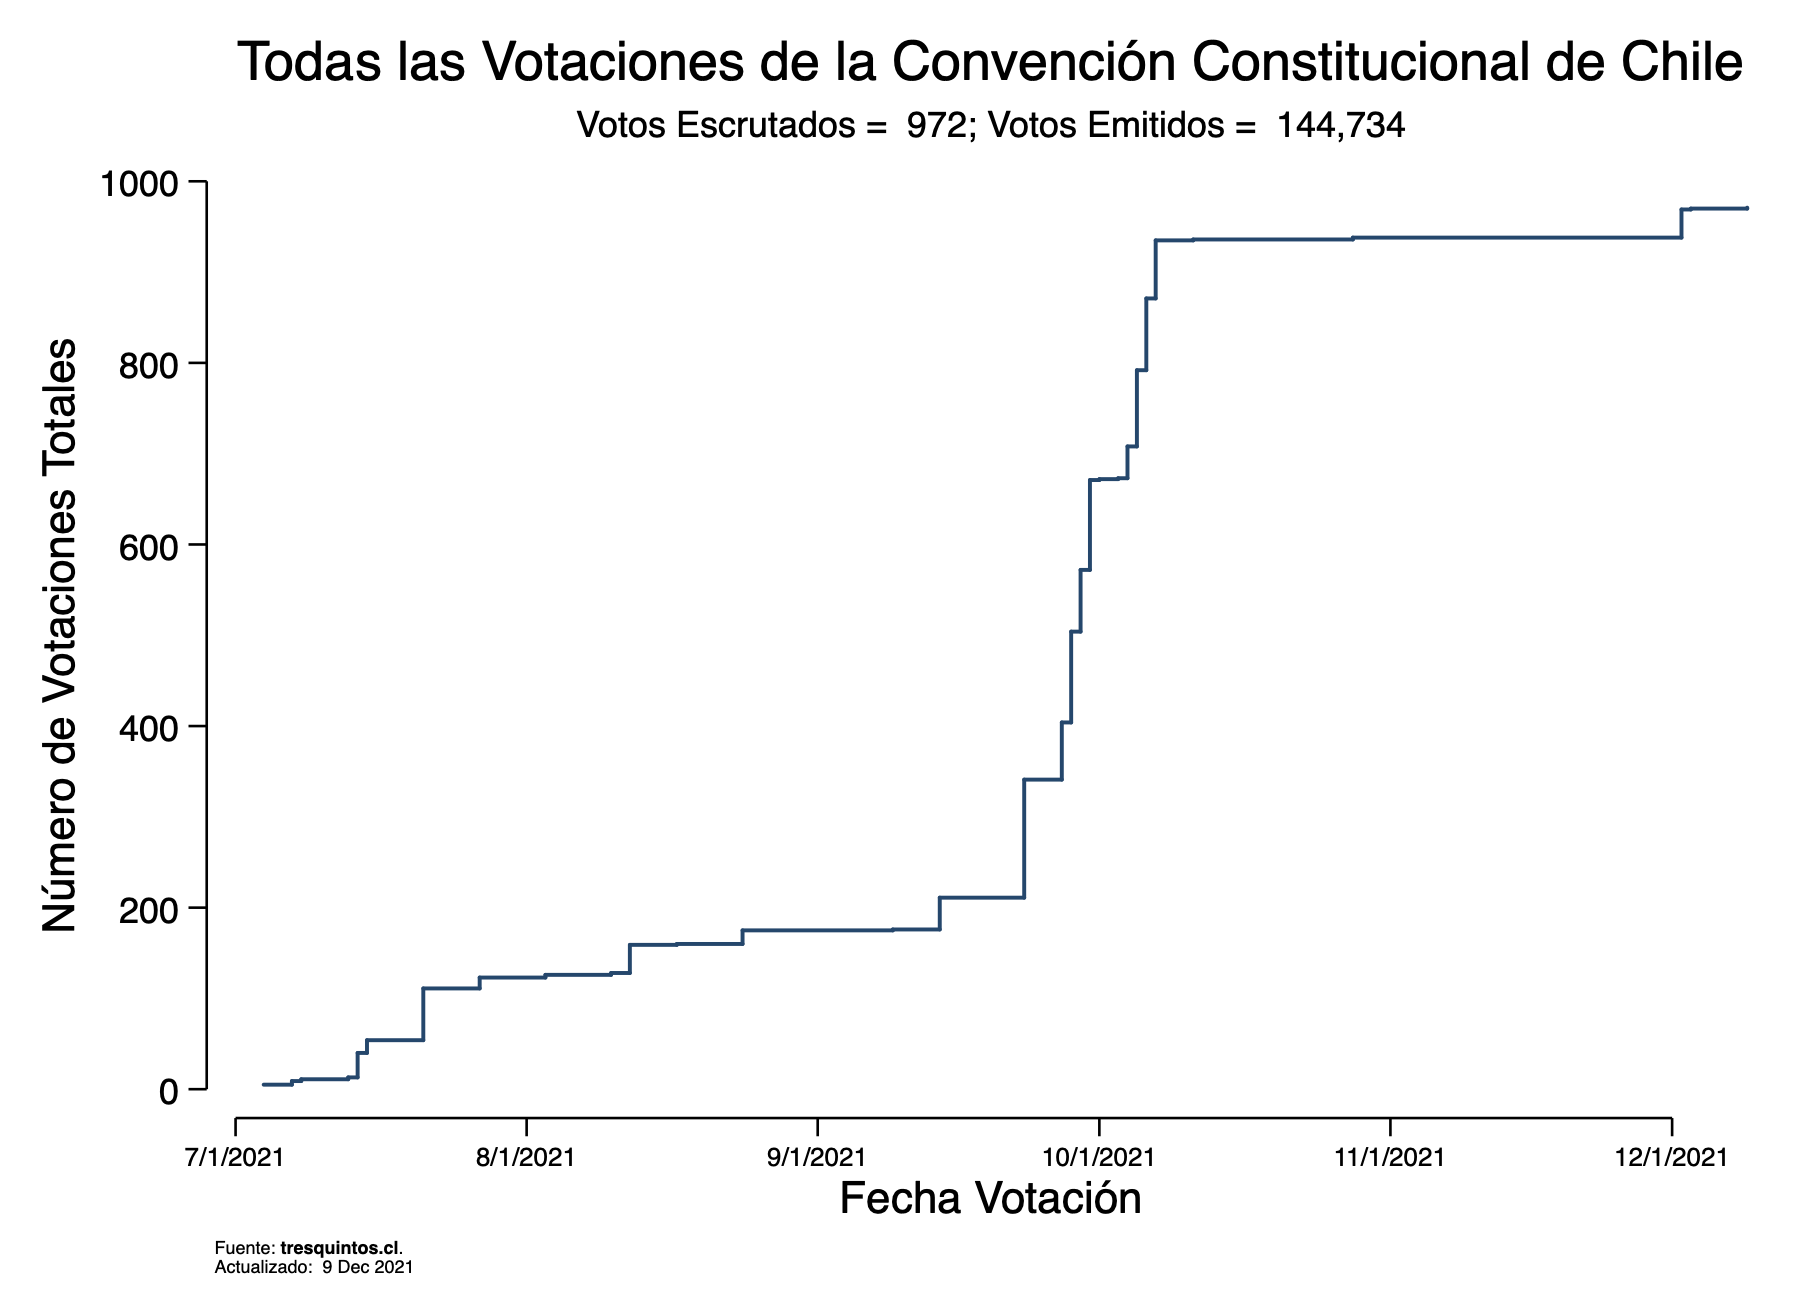 Todas las Votaciones de la Convención Constitucional de Chile
Votos Escrutados = 972; Votos Emitidos = 144,734
Número de Votaciones Totales
1000
800
600
400
200
0
7/1/2021
8/1/2021
9/1/2021
10/1/2021
11/1/2021
12/1/2021
Fecha Votación
Fuente: tresquintos.cl.
Actualizado: 9 Dec 2021